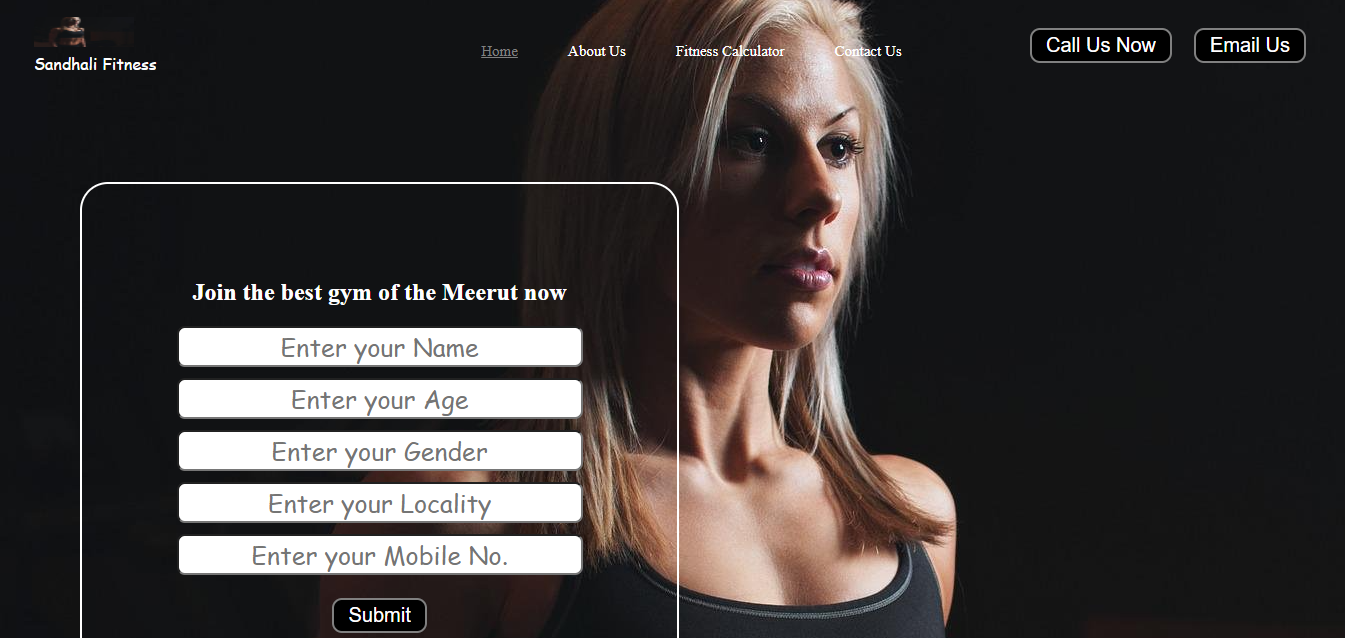 Sandhali Fitness
Home
About Us
Fitness Calculator
Contact Us
Call Us Now
Email Us
Join the best gym of the Meerut now
Enter your Name
Enter your Age
Enter your Gender
Enter your Locality
Enter your Mobile No.
Submit